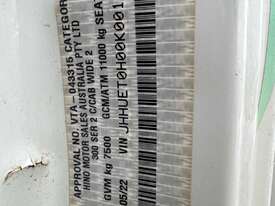 APPROVAL NO. VTA - 043315 CATEGOR
HINO MOTOR SALES AUSTRALIA PTY LTD
300 SER 2 C/CAB WIDE 2
GVM kg 7500 GCM/ATM 11000 kg SEAT
VIN JHHUET0H00K001
05/22